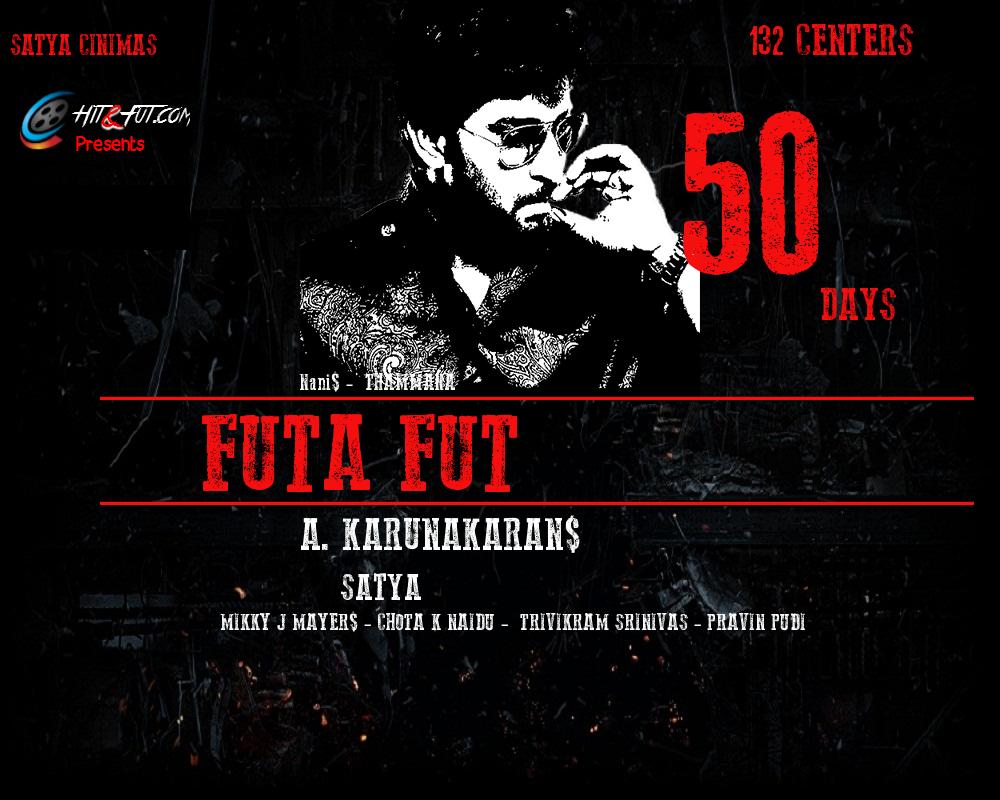 SATYA CINIMAS
132 CENTERS
HIT&FUT.COM
Presents
50
DAYS
Nani$ - THAMMANA
FUTA FUT
A. KARUNAKARAN$
SATYA
MIKKY J MAYER$ - CHOTA K NAIDU - TRIVIKRAM SRINIVAS - PRAVIN PUDI